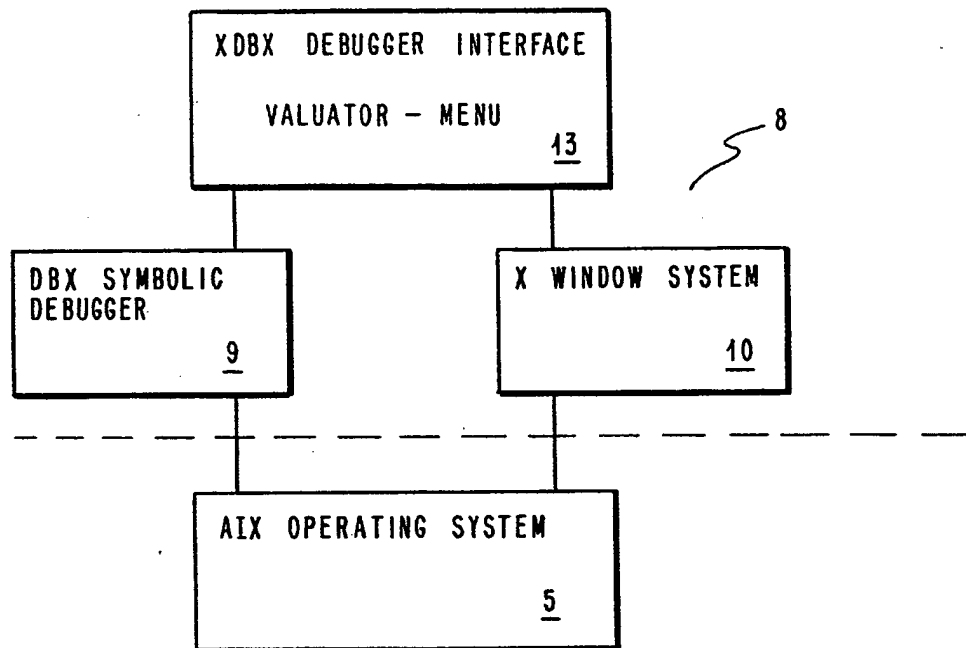 XDBX DEBUGGER INTERFACE
VALUATOR – MENU
13
8
DBX SYMBOLIC
DEBUGGER
9
X WINDOW SYSTEM
10
AIX OPERATING SYSTEM
5